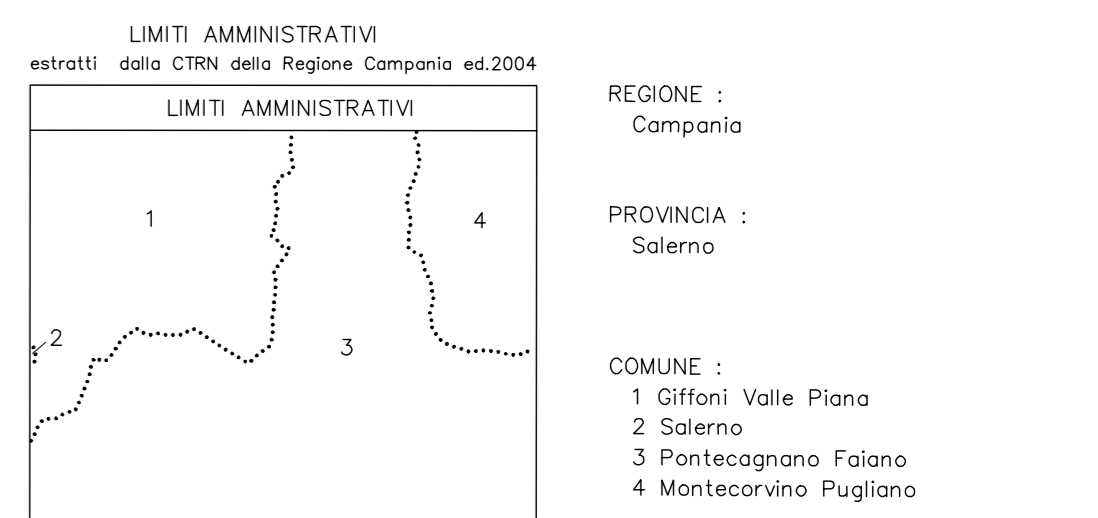 LIMITI AMMINISTRATIVI
estratti dalla CTRN della Regione Campania ed.2004
LIMITI AMMINISTRATIVI
1
4
2
3
REGIONE :
Campania
PROVINCIA :
Salerno
COMUNE :
1 Giffoni Valle Piana
2 Salerno
3 Pontecagnano Faiano
4 Montecorvino Pugliano